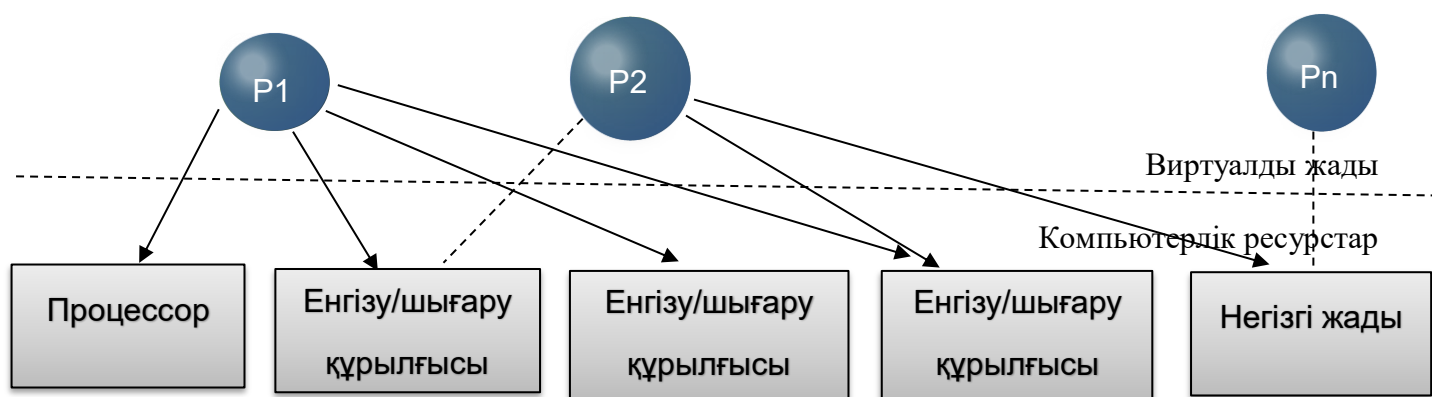 P1
P2
Pn
Виртуалды жады
Компьютерлік ресурстар
Процессор
Енгізу/шығару
құрылғысы
Енгізу/шығару
құрылғысы
Енгізу/шығару
құрылғысы
Негізгі жады